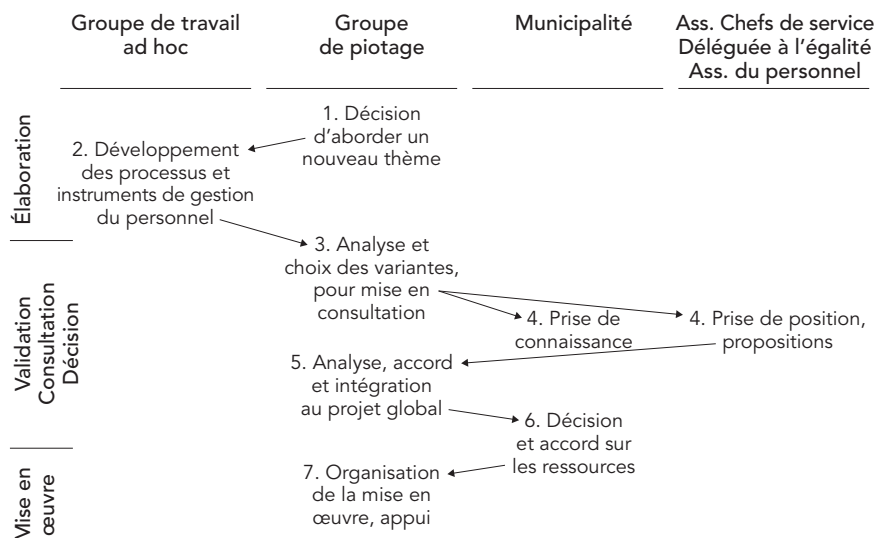 Groupe de travail
ad hoc
Groupe
de piotage
Municipalité
Ass. Chefs de service
Déléguée à l’égalité
Ass. du personnel
Élaboration
1. Décision
d’aborder un
nouveau thème
2. Développement
des processus et
instruments de gestion
du personnel
Validation
Consultation
Décision
3. Analyse et
choix des variantes,
pour mise en
consultation
4. Prise de
connaissance
4. Prise de position,
propositions
5. Analyse, accord
et intégration
au projet global
6. Décision
et accord sur
les ressources
Mise en
œuvre
7. Organisation
de la mise en
œuvre, appui